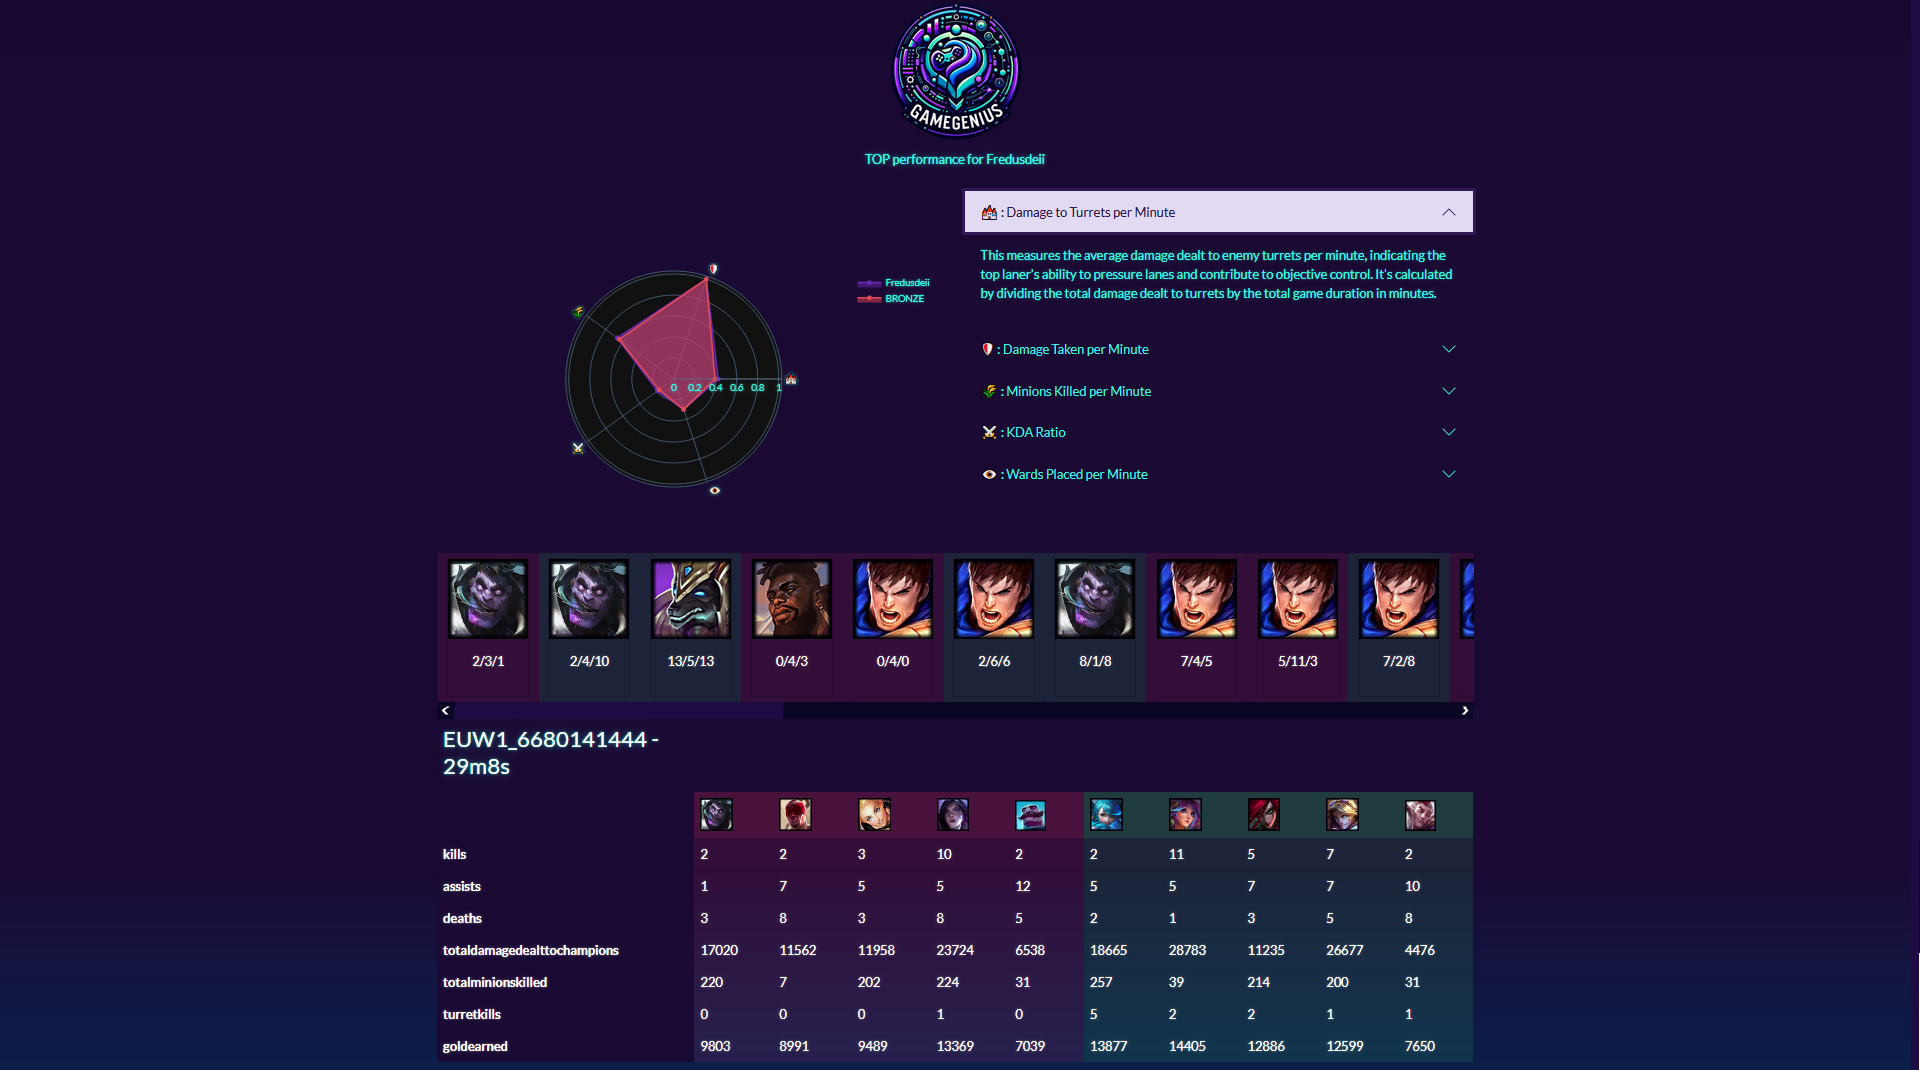 GAMEGENIUS
TOP performance for Fredusdeii
: Damage to Turrets per Minute
This measures the average damage dealt to enemy turrets per minute, indicating the
top laner's ability to pressure lanes and contribute to objective control. It's calculated
by dividing the total damage dealt to turrets by the total game duration in minutes.
Fredusdeii
BRONZE
0 0.2 0.4 0.6 0.8 1
: Damage Taken per Minute
: Minions Killed per Minute
: KDA Ratio
: Wards Placed per Minute
2/3/1 2/4/10 13/5/13 0/4/3 0/4/0 2/6/6 8/1/8 7/4/5 5/11/3 7/2/8
EUW1_6680141444 -
29m8s
kills 2 2 3 10 2 2 11 5 7 2
assists 1 7 5 5 12 5 5 7 7 10
deaths 3 8 3 8 5 2 1 3 5 8
totaldamagedealttochampions 17020 11562 11958 23724 6538 18665 28783 11235 26677 4476
totalminionskilled 220 7 202 224 31 257 39 214 200 31
turretkills 0 0 0 1 0 5 2 2 1 1
goldearned 9803 8991 9489 13369 7039 13877 14405 12886 12599 7650